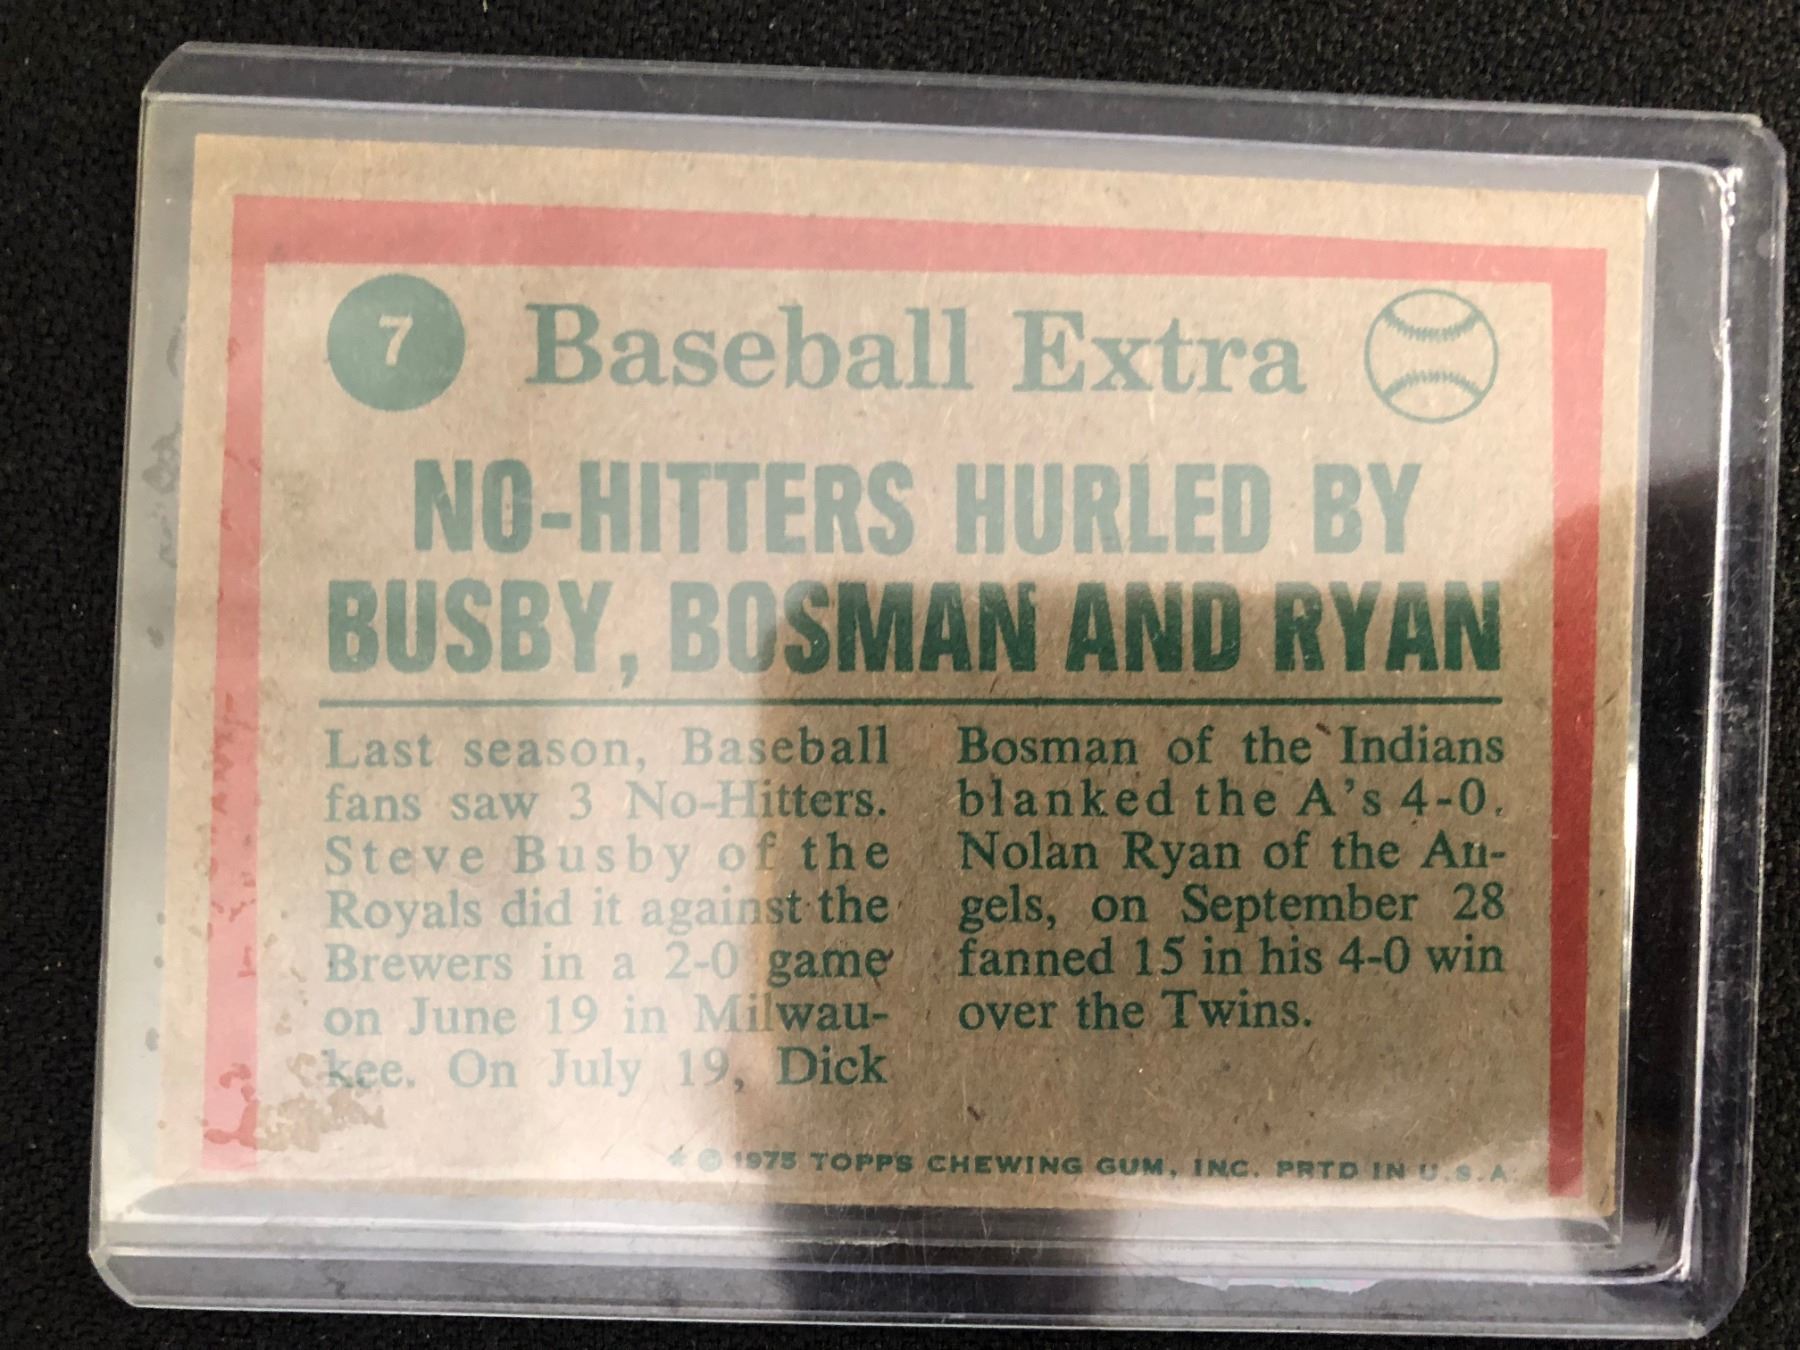 7 Baseball Extra
NO-HITTERS HURLED BY
BUSBY, BOSMAN AND RYAN
Last season, Baseball
fans saw 3 No-Hitters.
Steve Busby of the
Royals did it against the
Brewers in a 2-0 game
on June 19 in Milwau-
kee. On July 19, Dick
Bosman of the Indians
blanked the A's 4-0.
Nolan Ryan of the An-
gels, on September 28
fanned 15 in his 4-0 win
over the Twins.
* © 1975 TOPPS CHEWING GUM, INC. PRTD IN U.S.A.